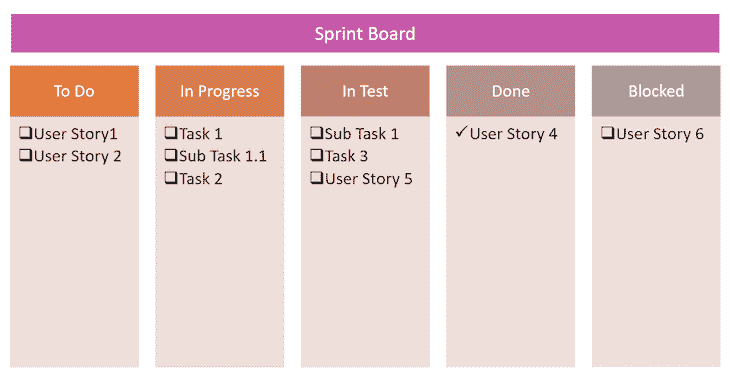 Sprint Board
To Do
User Story1
User Story 2
In Progress
Task 1
Sub Task 1.1
Task 2
In Test
Sub Task 1
Task 3
User Story 5
Done
User Story 4
Blocked
User Story 6